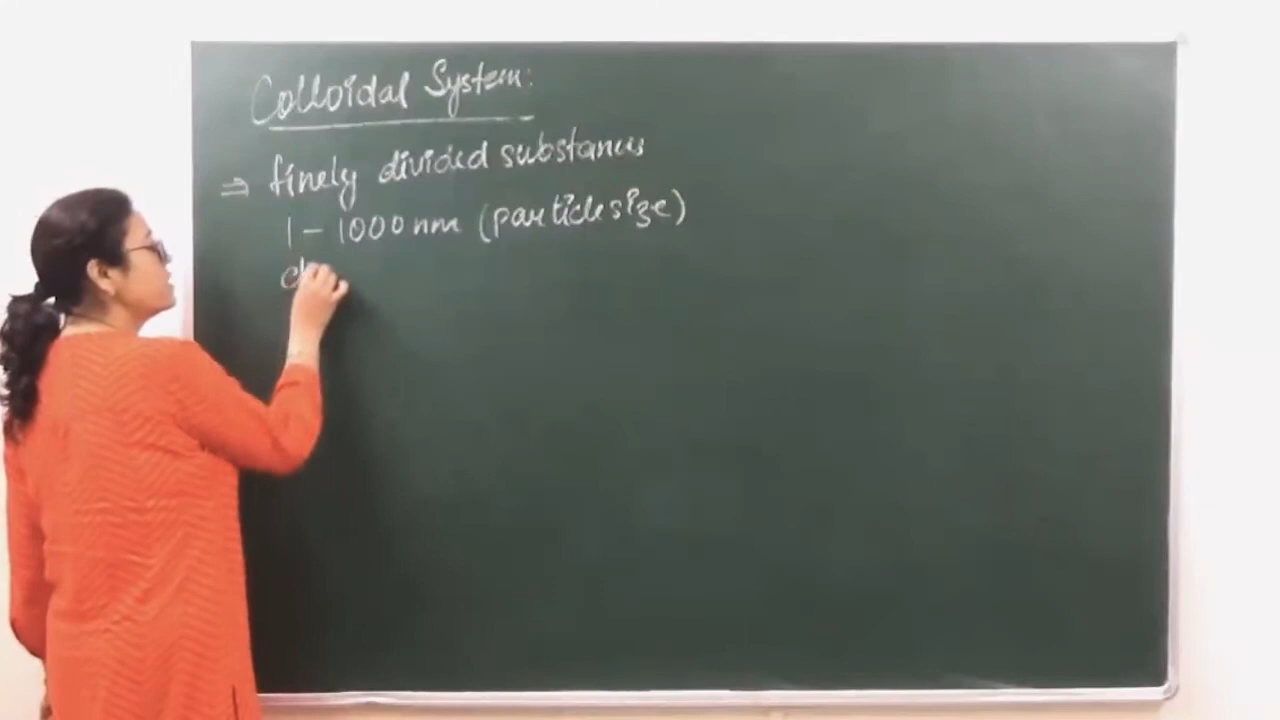 Colloidal System:
⇒ finely divided substances
1 - 1000 nm (particle size)